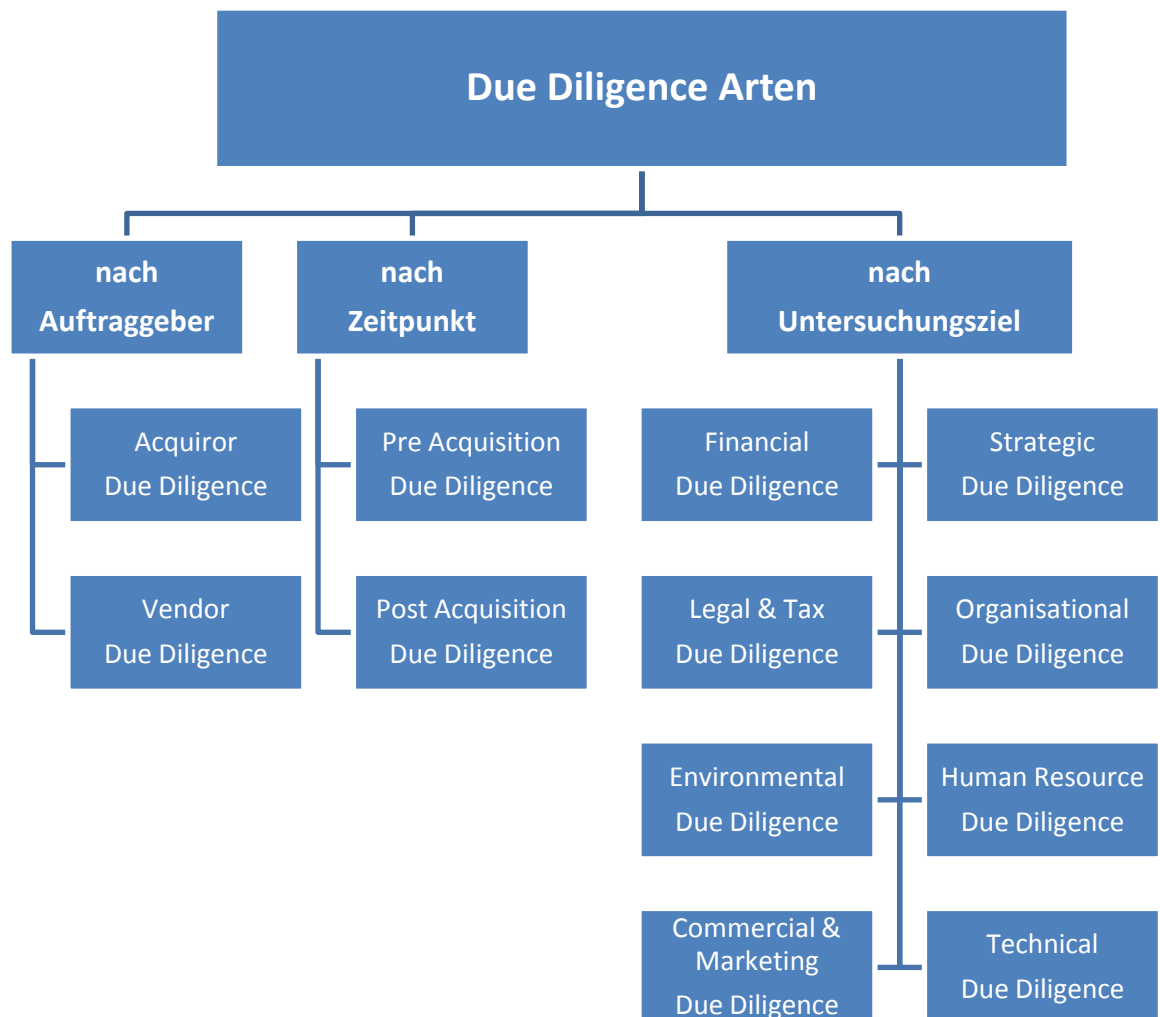 Due Diligence Arten
nach
Auftraggeber
nach
Zeitpunkt
nach
Untersuchungsziel
Acquiror
Due Diligence
Vendor
Due Diligence
Pre Acquisition
Due Diligence
Post Acquisition
Due Diligence
Financial
Due Diligence
Strategic
Due Diligence
Legal & Tax
Due Diligence
Organisational
Due Diligence
Environmental
Due Diligence
Human Resource
Due Diligence
Commercial &
Marketing
Due Diligence
Technical
Due Diligence